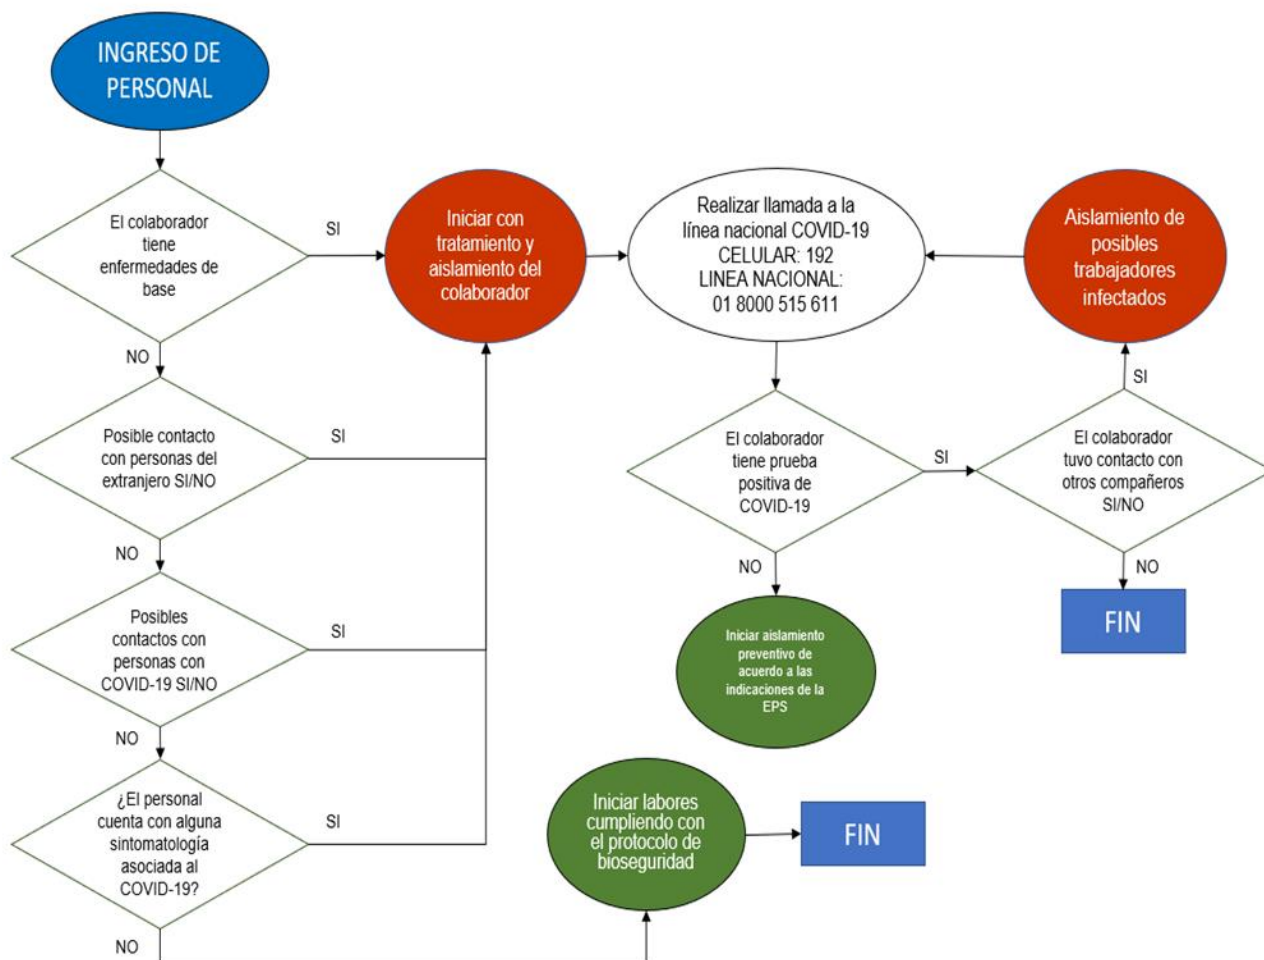 INGRESO DE
PERSONAL
El colaborador
tiene
enfermedades de
base
SI
NO
Iniciar con
tratamiento y
aislamiento del
colaborador
Realizar llamada a la
línea nacional COVID-19
CELULAR: 192
LINEA NACIONAL:
01 8000 515 611
Aislamiento de
posibles
trabajadores
infectados
Posible contacto
con personas del
extranjero SI/NO
SI
NO
El colaborador
tiene prueba
positiva de
COVID-19
SI
NO
El colaborador
tuvo contacto con
otros compañeros
SI/NO
SI
NO
FIN
Iniciar aislamiento
preventivo de
acuerdo a las
indicaciones de la
EPS
Posibles
contactos con
personas con
COVID-19 SI/NO
SI
NO
¿El personal
cuenta con alguna
sintomatología
asociada al
COVID-19?
SI
NO
Iniciar labores
cumpliendo con
el protocolo de
bioseguridad
FIN